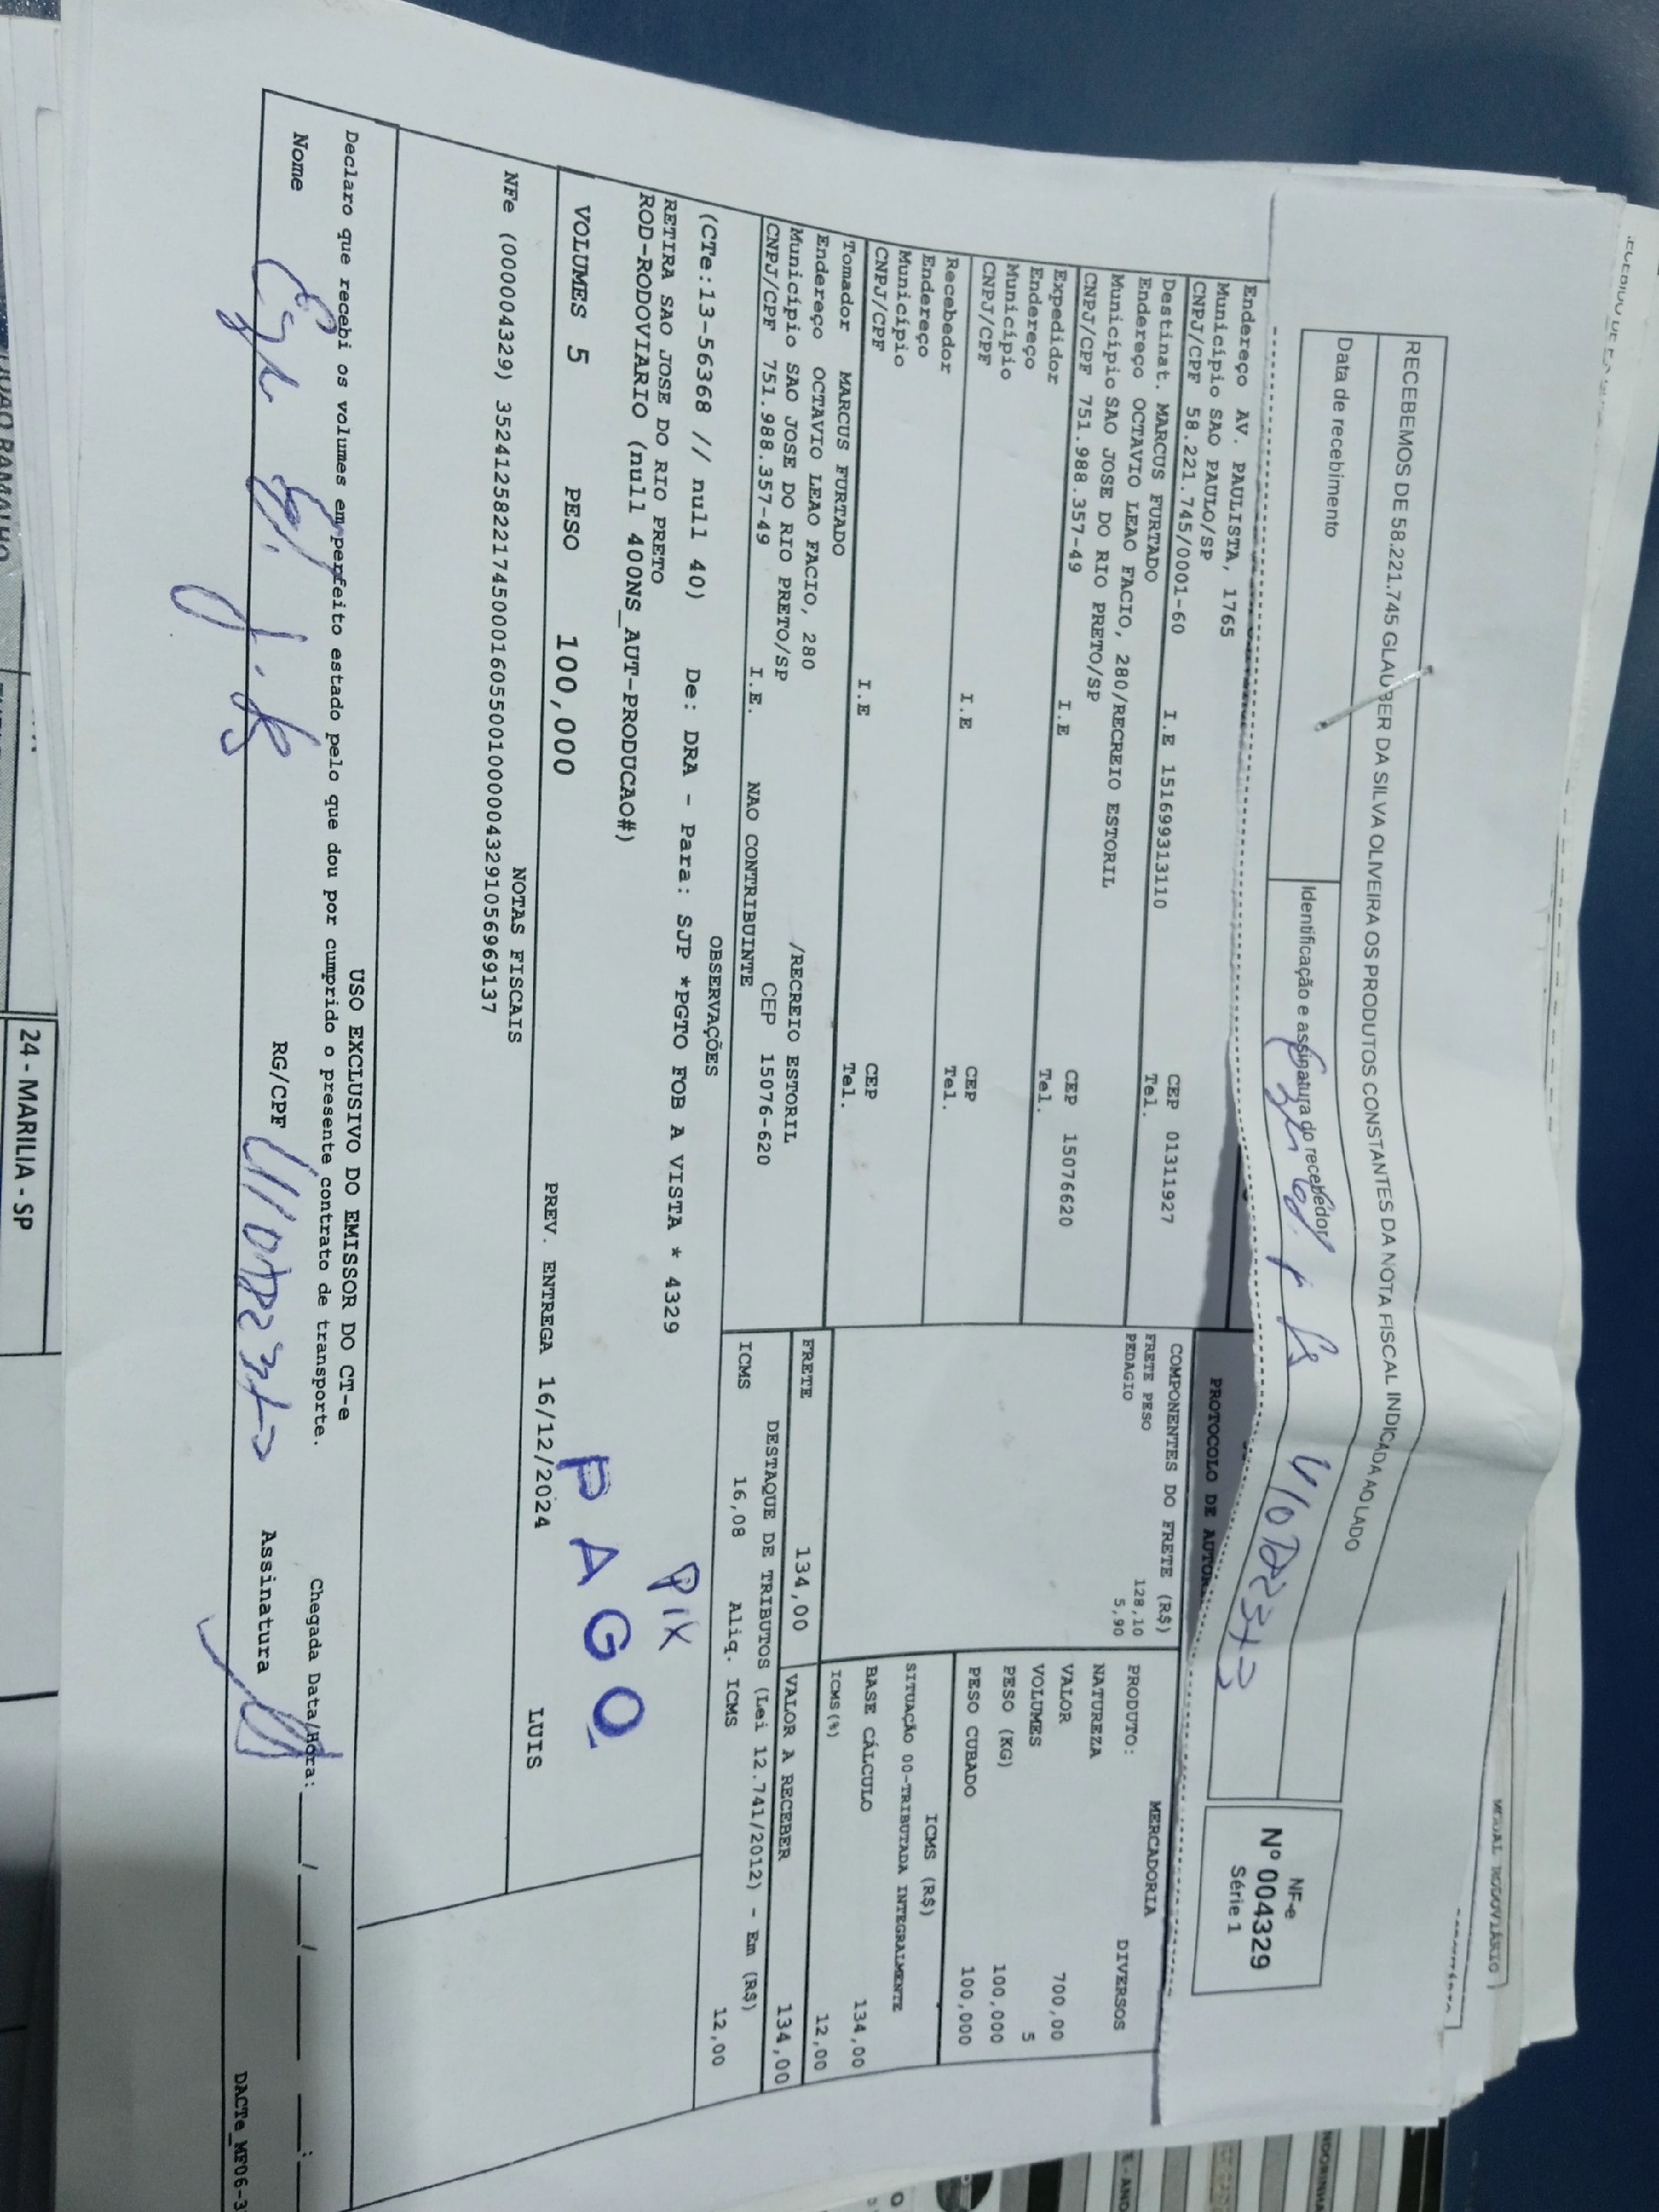 RECEBEMOS DE 58.221.745 GLAUBER DA SILVA OLIVEIRA OS PRODUTOS CONSTANTES DA NOTA FISCAL INDICADA AO LADO
Data de recebimento
Identificação e assinatura do recebedor
NF-e
Nº 004329
Série 1
MODAL RODOVIÁRIO
Endereço AV. PAULISTA, 1765
Município SAO PAULO/SP
CNPJ/CPF 58.221.745/0001-60 I.E 151699313110 CEP 01311927
Tel.
Destinat. MARCUS FURTADO
Endereço OCTAVIO LEAO FACIO, 280/RECREIO ESTORIL
Município SAO JOSE DO RIO PRETO/SP
CNPJ/CPF 751.988.357-49 I.E CEP 15076620
Tel.
Expedidor
Endereço
Município
CNPJ/CPF I.E CEP
Tel.
Recebedor
Endereço
Município
CNPJ/CPF I.E CEP
Tel.
Tomador MARCUS FURTADO
Endereço OCTAVIO LEAO FACIO, 280 /RECREIO ESTORIL
Município SAO JOSE DO RIO PRETO/SP CEP 15076-620
CNPJ/CPF 751.988.357-49 I.E. NAO CONTRIBUINTE
PROTOCOLO DE
COMPONENTES DO FRETE (R$)
FRETE PESO 128,10
PEDAGIO 5,90
MERCADORIA
PRODUTO: DIVERSOS
NATUREZA
VALOR 700,00
VOLUMES 5
PESO (KG) 100,000
PESO CUBADO 100,000
ICMS (R$)
SITUAÇÃO 00-TRIBUTADA INTEGRALMENTE
BASE CÁLCULO 134,00
ICMS(%) 12,00
FRETE 134,00 VALOR A RECEBER 134,00
DESTAQUE DE TRIBUTOS (Lei 12.741/2012) - Em (R$)
ICMS 16,08 Aliq. ICMS 12,00
OBSERVAÇÕES
(CTe:13-56368 // null 40) De: DRA - Para: SJP *PGTO FOB A VISTA * 4329
RETIRA SAO JOSE DO RIO PRETO
ROD-RODOVIARIO (null 400NS_AUT-PRODUCAO#)
PIX
PAGO
VOLUMES 5 PESO 100,000 PREV. ENTREGA 16/12/2024 LUIS
NOTAS FISCAIS
NFe (000004329) 35241258221745000160550010000043291056969137
USO EXCLUSIVO DO EMISSOR DO CT-e
Declaro que recebi os volumes em perfeito estado pelo que dou por cumprido o presente contrato de transporte.
Chegada Data/Hora: __/__/__ __:__
Nome RG/CPF Assinatura
24 - MARILIA - SP